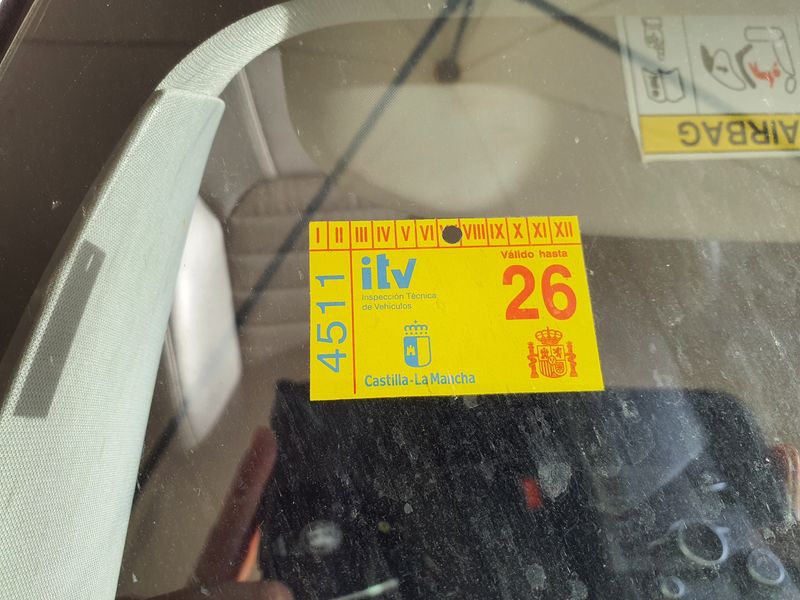 I II III IV V VI VIII IX X XI XII
4511
itv
Inspección Técnica
de Vehículos
Válido hasta
26
Castilla-La Mancha
AIRBAG